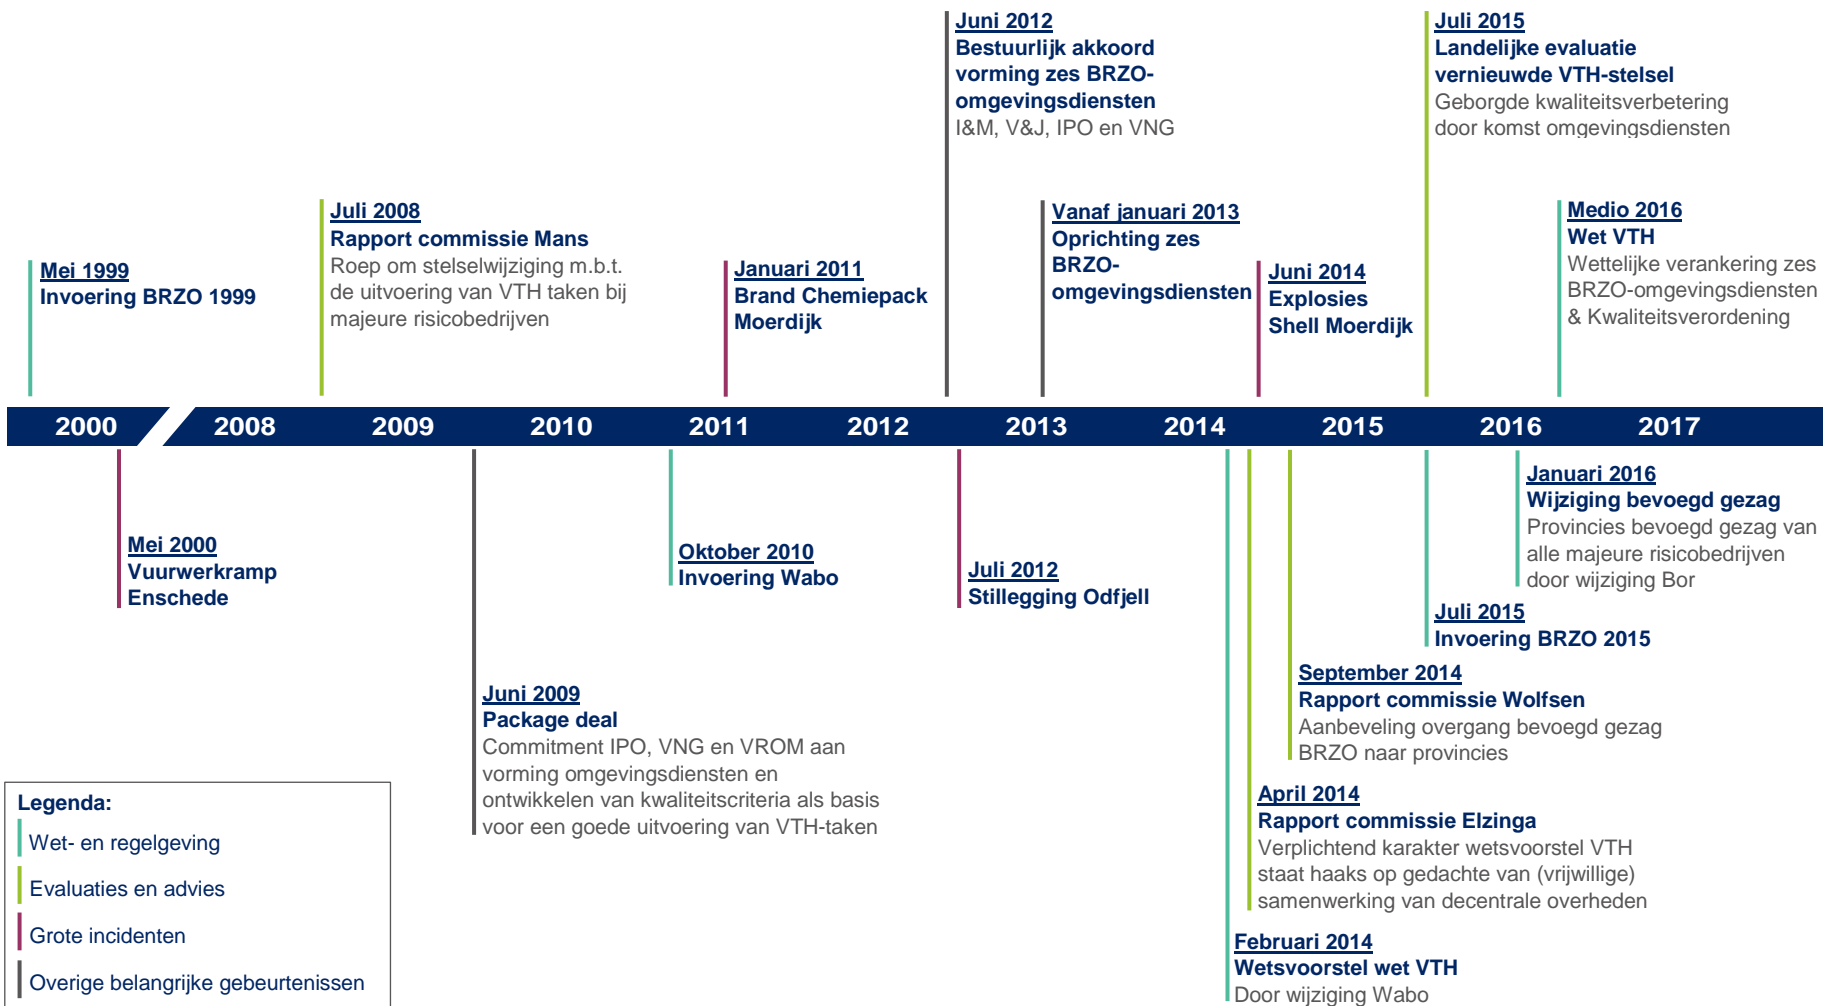 Juni 2012
Bestuurlijk akkoord
vorming zes BRZO-
omgevingsdiensten
I&M, V&J, IPO en VNG
Juli 2015
Landelijke evaluatie
vernieuwde VTH-stelsel
Geborgde kwaliteitsverbetering
door komst omgevingsdiensten
Mei 1999
Invoering BRZO 1999
Juli 2008
Rapport commissie Mans
Roep om stelselwijziging m.b.t.
de uitvoering van VTH taken bij
majeure risicobedrijven
Januari 2011
Brand Chemiepack
Moerdijk
Vanaf januari 2013
Oprichting zes
BRZO-
omgevingsdiensten
Juni 2014
Explosies
Shell Moerdijk
Medio 2016
Wet VTH
Wettelijke verankering zes
BRZO-omgevingsdiensten
& Kwaliteitsverordening
2000 2008 2009 2010 2011 2012 2013 2014 2015 2016 2017
Mei 2000
Vuurwerkramp
Enschede
Juni 2009
Package deal
Commitment IPO, VNG en VROM aan
vorming omgevingsdiensten en
ontwikkelen van kwaliteitscriteria als basis
voor een goede uitvoering van VTH-taken
Oktober 2010
Invoering Wabo
Juli 2012
Stillegging Odfjell
Januari 2016
Wijziging bevoegd gezag
Provincies bevoegd gezag van
alle majeure risicobedrijven
door wijziging Bor
Juli 2015
Invoering BRZO 2015
September 2014
Rapport commissie Wolfsen
Aanbeveling overgang bevoegd gezag
BRZO naar provincies
April 2014
Rapport commissie Elzinga
Verplichtend karakter wetsvoorstel VTH
staat haaks op gedachte van (vrijwillige)
samenwerking van decentrale overheden
Februari 2014
Wetsvoorstel wet VTH
Door wijziging Wabo
Legenda:
Wet- en regelgeving
Evaluaties en advies
Grote incidenten
Overige belangrijke gebeurtenissen